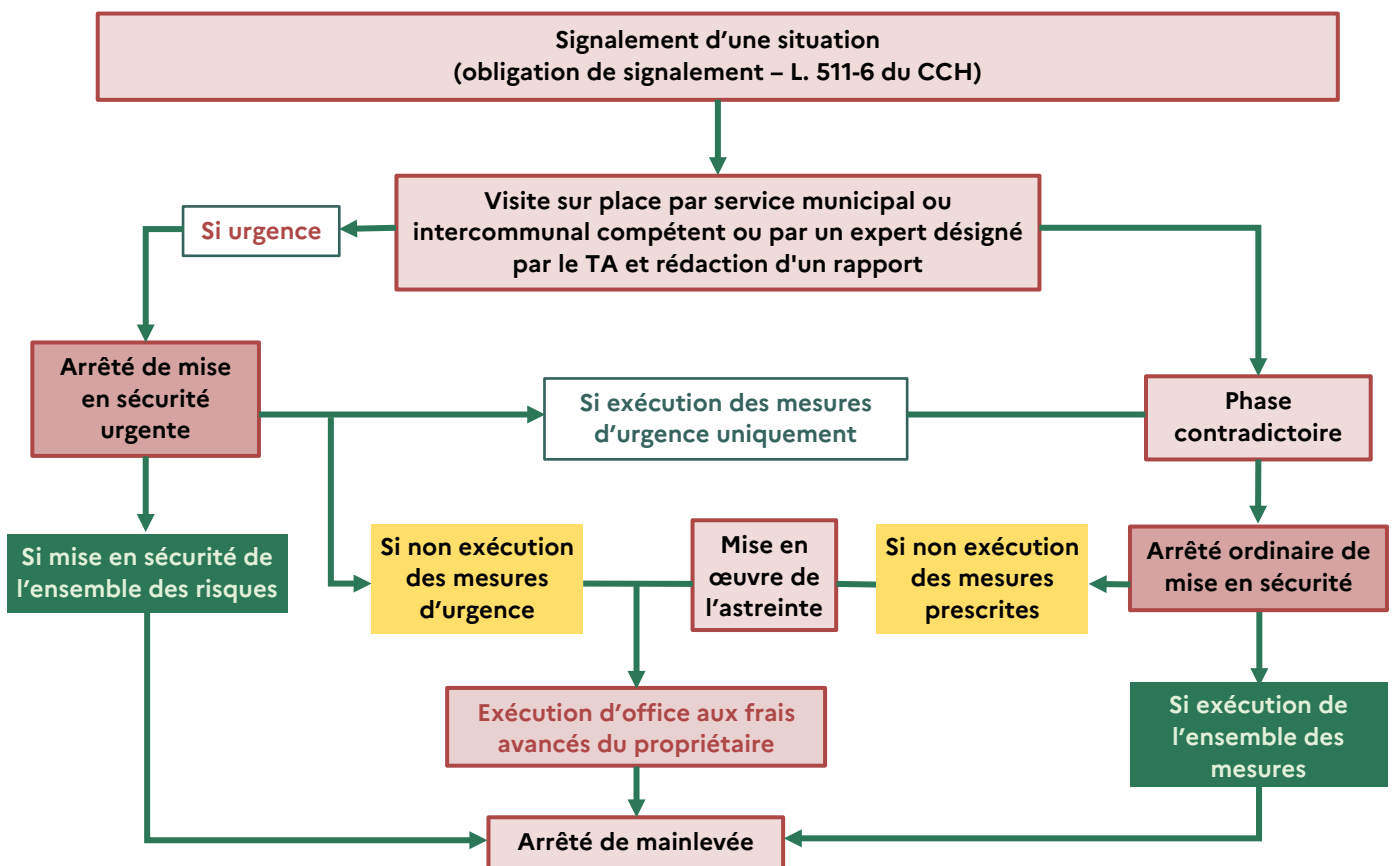 Signalement d’une situation
(obligation de signalement – L. 511-6 du CCH)
Visite sur place par service municipal ou
intercommunal compétent ou par un expert désigné
par le TA et rédaction d'un rapport
Si urgence
Arrêté de mise
en sécurité
urgente
Si exécution des mesures
d’urgence uniquement
Phase
contradictoire
Si mise en sécurité de
l’ensemble des risques
Si non exécution
des mesures
d’urgence
Mise en
œuvre de
l’astreinte
Si non exécution
des mesures
prescrites
Arrêté ordinaire de
mise en sécurité
Exécution d’office aux frais
avancés du propriétaire
Si exécution de
l’ensemble des
mesures
Arrêté de mainlevée